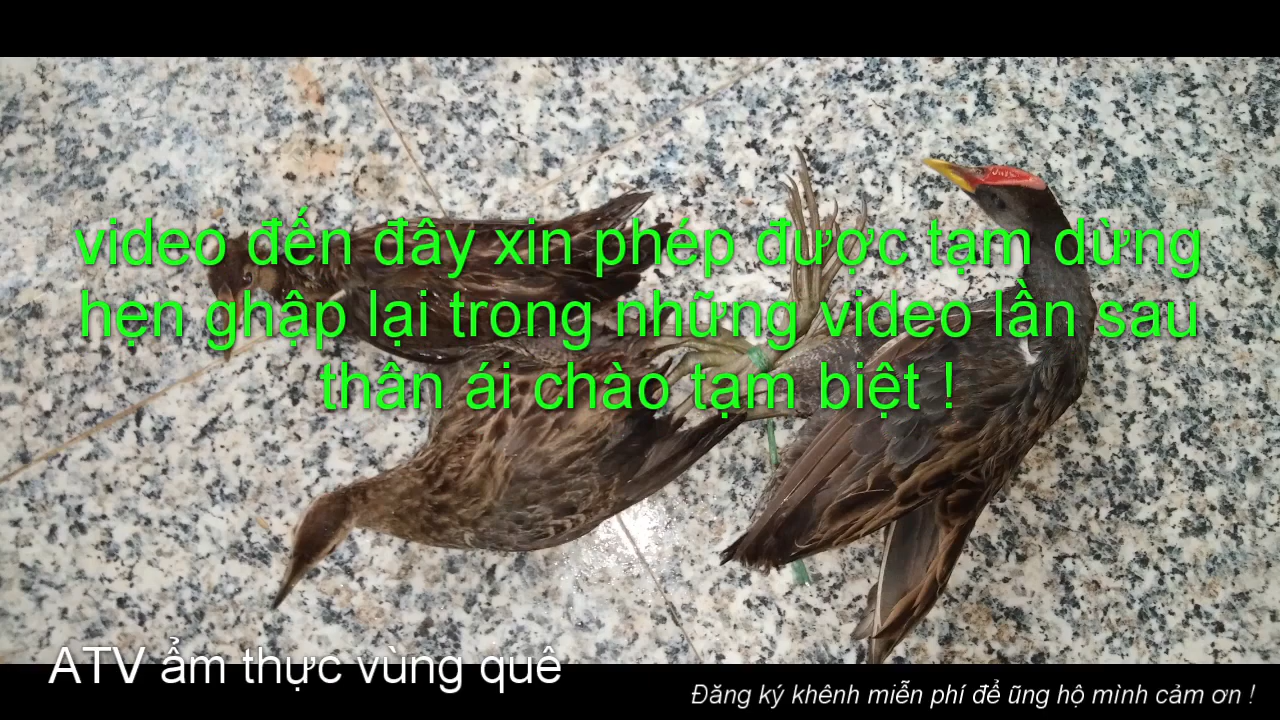 video đến đây xin phép được tạm dừng
hẹn ghập lại trong những video lần sau
thân ái chào tạm biệt !
ATV ẩm thực vùng quê
Đăng ký khênh miễn phí để ũng hộ mình cảm ơn !